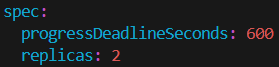 spec:
  progressDeadlineSeconds: 600
  replicas: 2